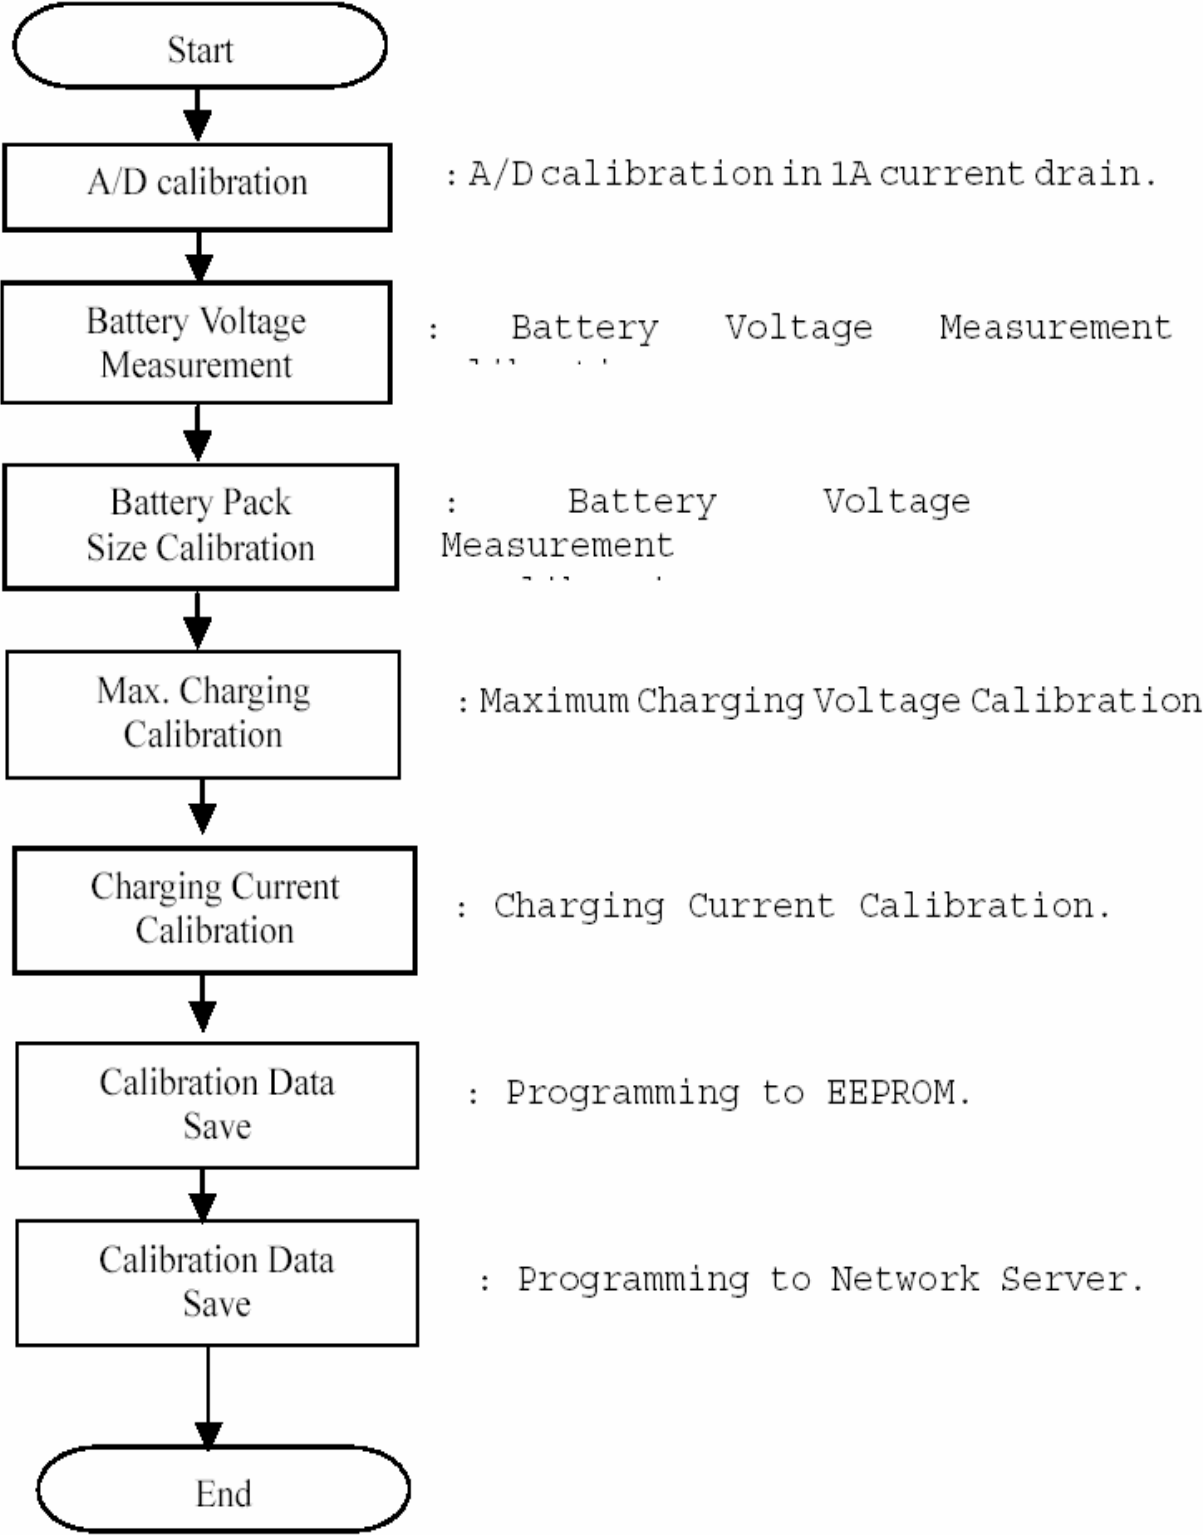 Start
A/D calibration
: A/D calibration in 1A current drain.
Battery Voltage
Measurement
: Battery Voltage Measurement
Battery Pack
Size Calibration
: Battery Voltage
Measurement
Max. Charging
Calibration
: Maximum Charging Voltage Calibration
Charging Current
Calibration
: Charging Current Calibration.
Calibration Data
Save
: Programming to EEPROM.
Calibration Data
Save
: Programming to Network Server.
End